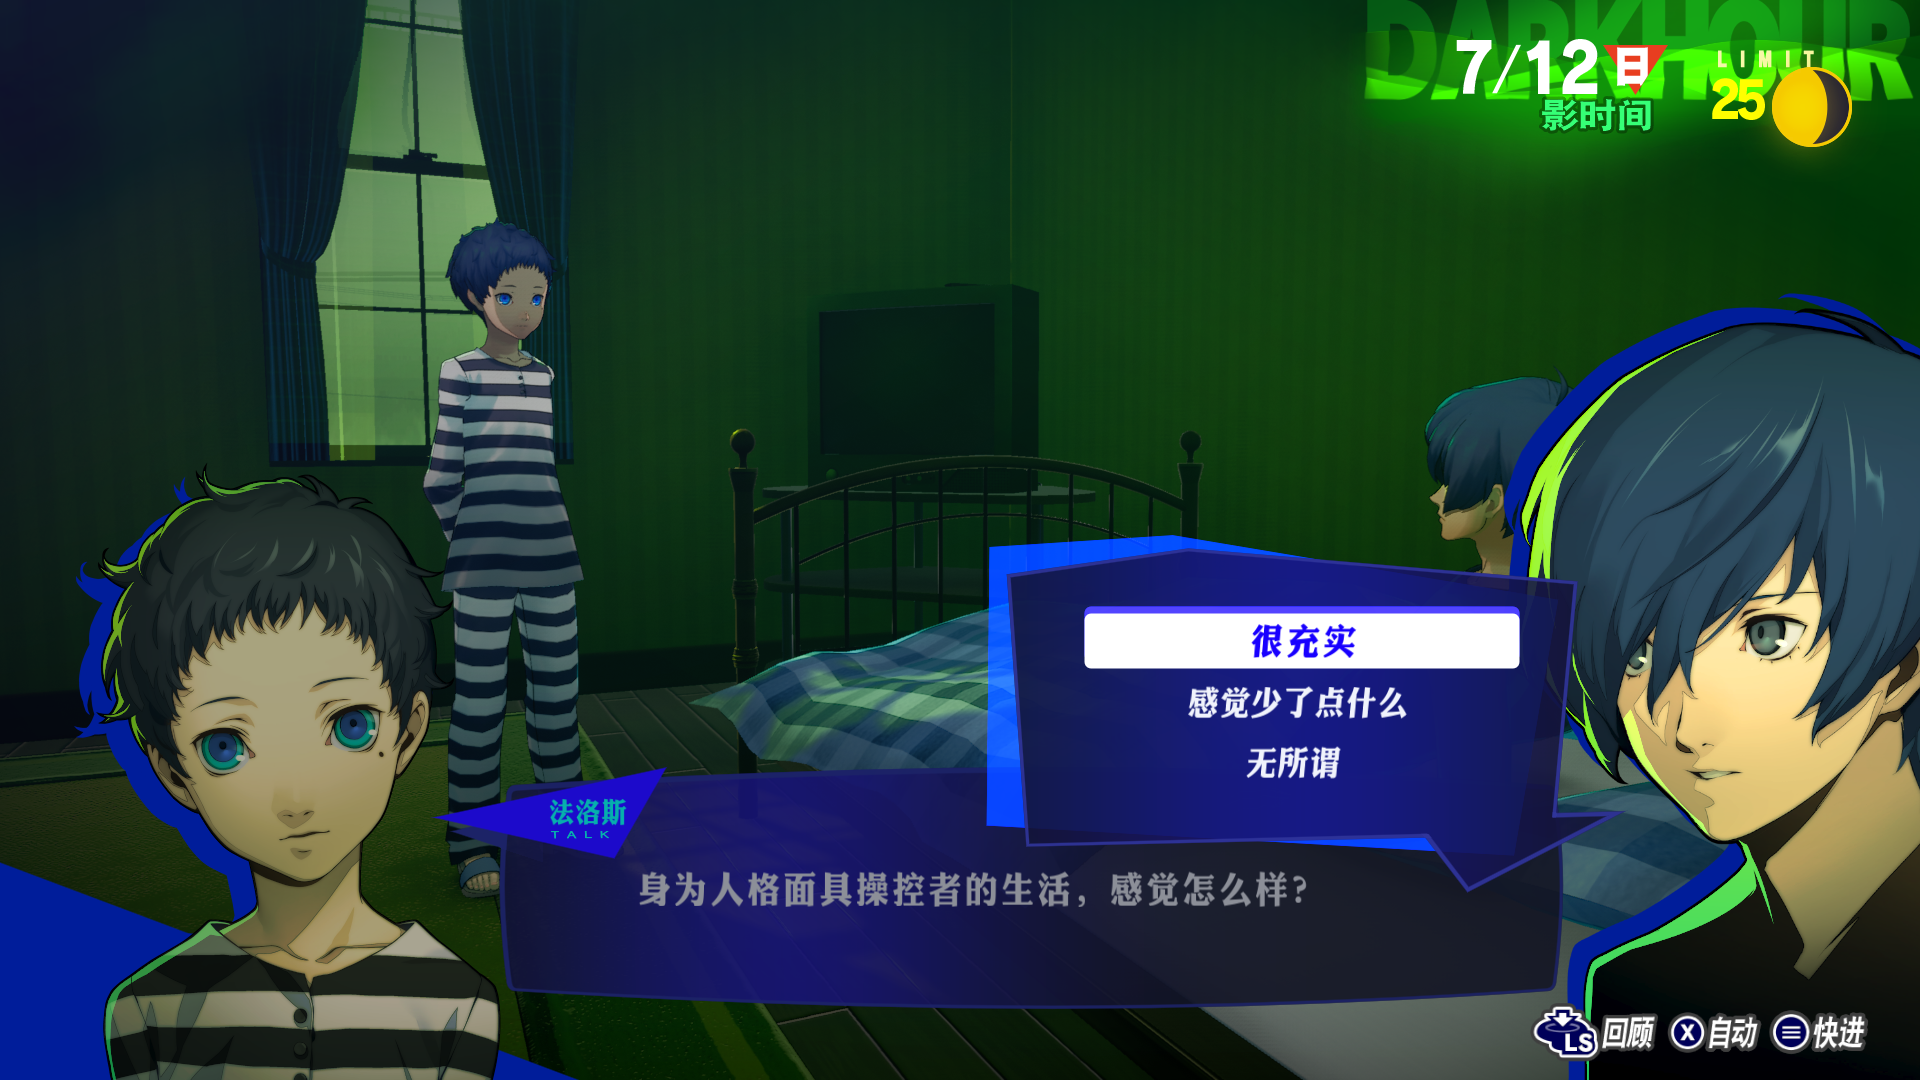 DARK HOUR
7/12 日
影时间
LIMIT
25
很充实
感觉少了点什么
无所谓
法洛斯
TALK
身为人格面具操控者的生活，感觉怎么样?
LS 回顾 X 自动 快进